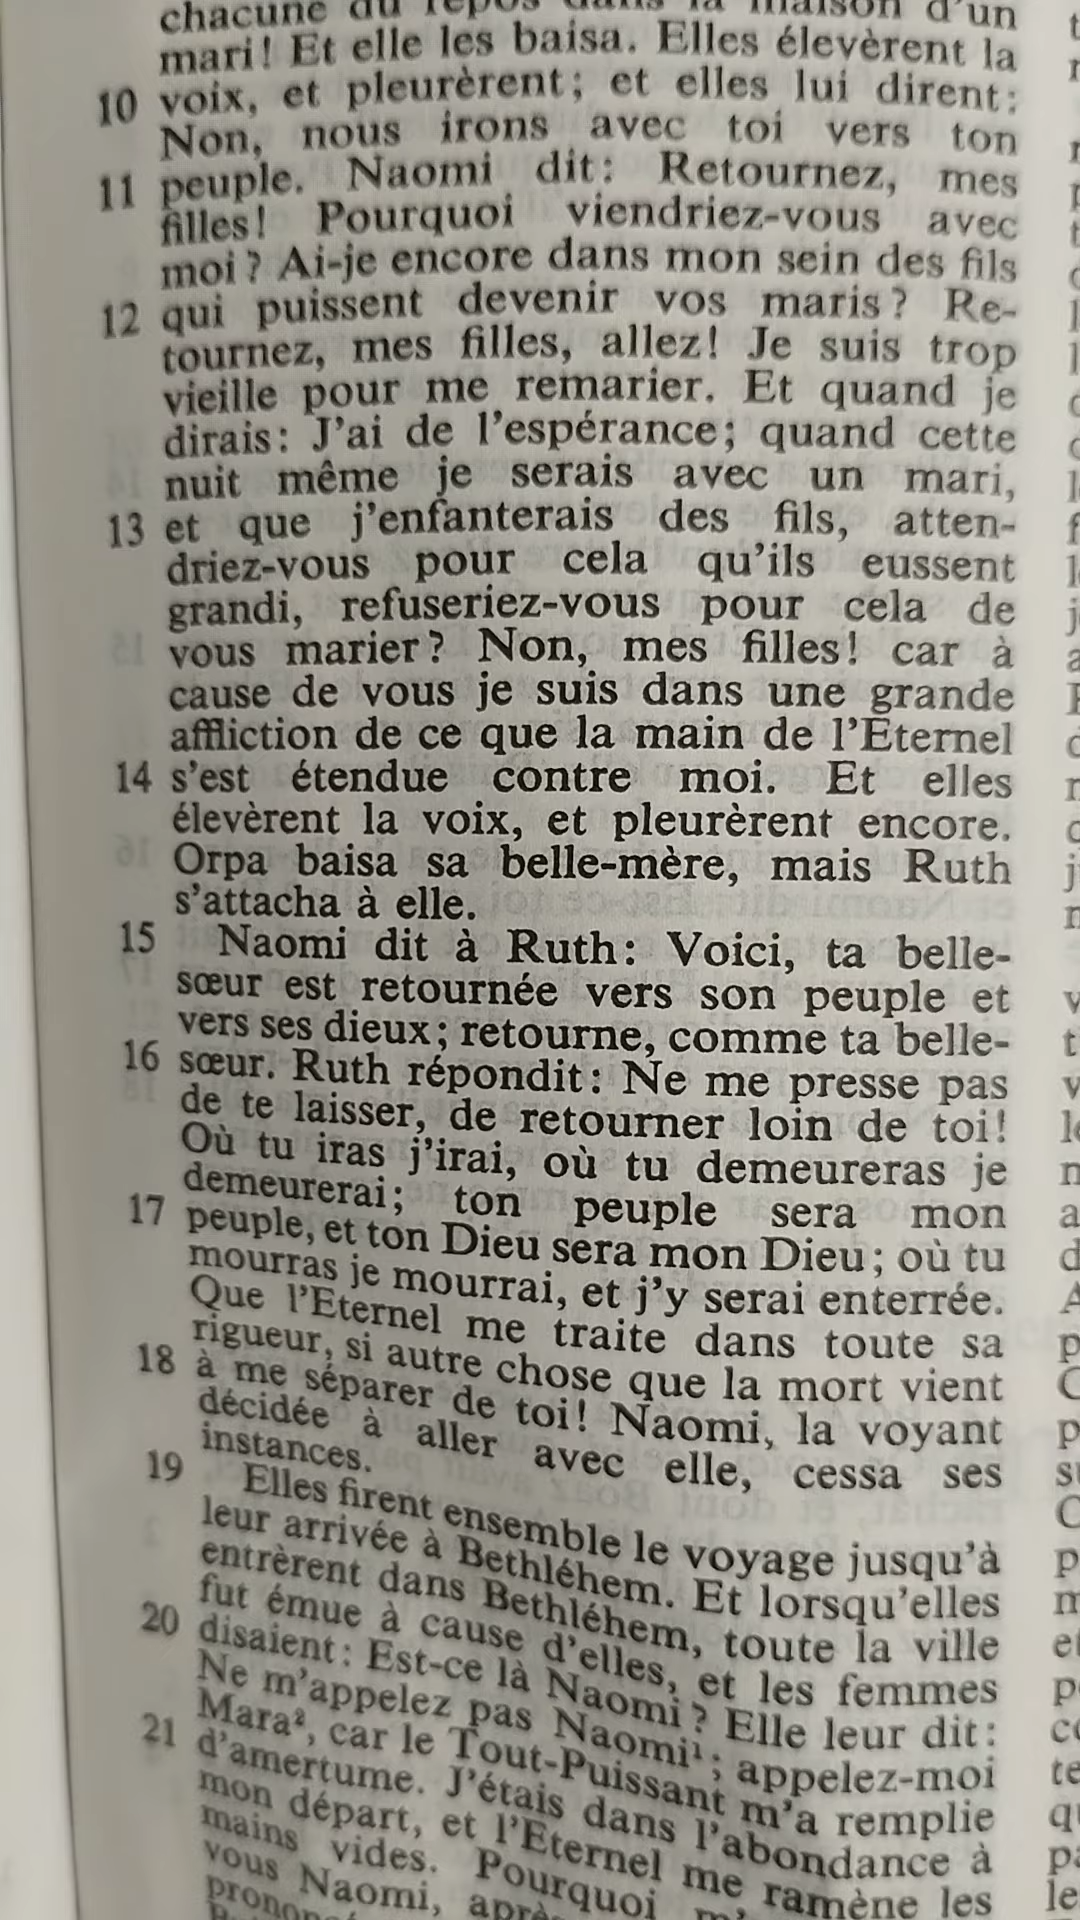 chacune du repos dans la maison d'un
mari! Et elle les baisa. Elles élevèrent la
10 voix, et pleurèrent; et elles lui dirent:
Non, nous irons avec toi vers ton
11 peuple. Naomi dit: Retournez, mes
filles! Pourquoi viendriez-vous avec
moi? Ai-je encore dans mon sein des fils
12 qui puissent devenir vos maris? Re-
tournez, mes filles, allez! Je suis trop
vieille pour me remarier. Et quand je
dirais: J'ai de l'espérance; quand cette
nuit même je serais avec un mari,
13 et que j'enfanterais des fils, atten-
driez-vous pour cela qu'ils eussent
grandi, refuseriez-vous pour cela de
vous marier? Non, mes filles! car à
cause de vous je suis dans une grande
affliction de ce que la main de l'Eternel
14 s'est étendue contre moi. Et elles
élevèrent la voix, et pleurèrent encore.
Orpa baisa sa belle-mère, mais Ruth
s'attacha à elle.
15 Naomi dit à Ruth: Voici, ta belle-
sœur est retournée vers son peuple et
vers ses dieux; retourne, comme ta belle-
16 sœur. Ruth répondit: Ne me presse pas
de te laisser, de retourner loin de toi!
Où tu iras j'irai, où tu demeureras je
demeurerai; ton peuple sera mon
17 peuple, et ton Dieu sera mon Dieu; où tu
mourras je mourrai, et j'y serai enterrée.
Que l'Eternel me traite dans toute sa
rigueur, si autre chose que la mort vient
18 à me séparer de toi! Naomi, la voyant
décidée à aller avec elle, cessa ses
instances.
19 Elles firent ensemble le voyage jusqu'à
leur arrivée à Bethléhem. Et lorsqu'elles
entrèrent dans Bethléhem, toute la ville
fut émue à cause d'elles, et les femmes
20 disaient: Est-ce là Naomi? Elle leur dit:
Ne m'appelez pas Naomi¹; appelez-moi
Mara², car le Tout-Puissant m'a remplie
21 d'amertume. J'étais dans l'abondance à
mon départ, et l'Eternel me ramène les
mains vides. Pourquoi
vous Naomi, après